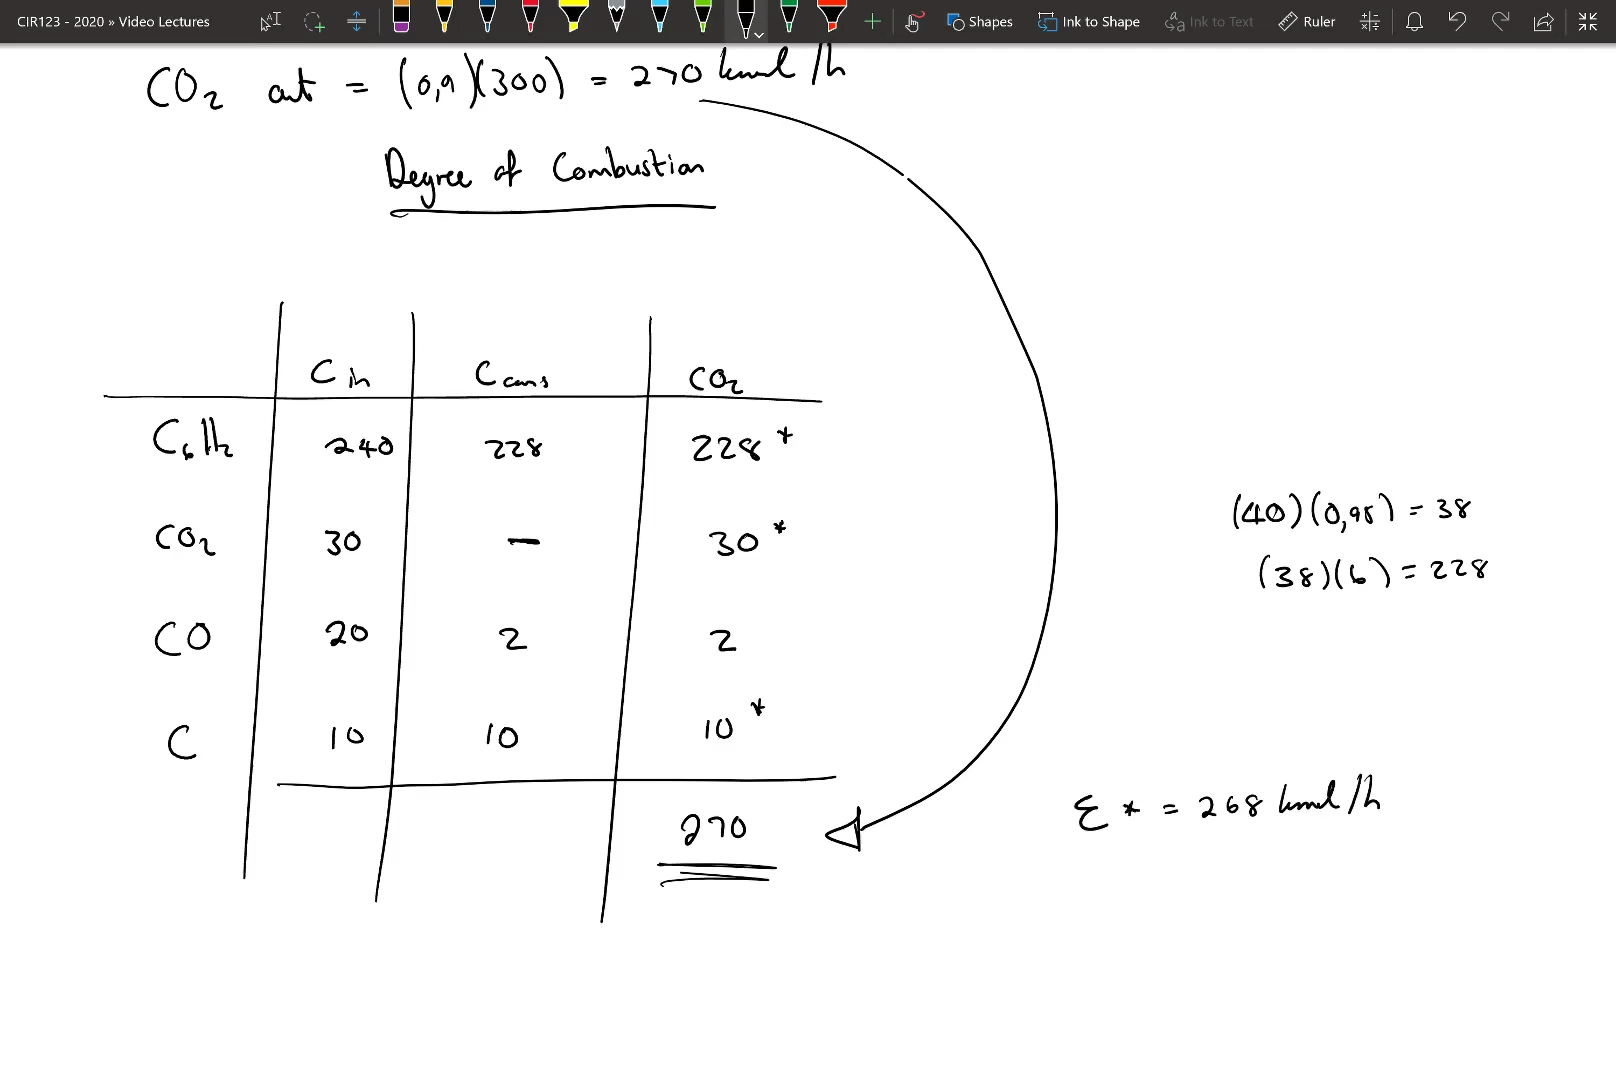 CIR123 - 2020 » Video Lectures
Shapes Ink to Shape Ink to Text Ruler
CO₂ out = (0,9)(300) = 270 kmol/h
Degree of Combustion
C in C cons CO₂
C₆H₂ 240 228 228 *
CO₂ 30 – 30 *
CO 20 2 2
C 10 10 10 *
270
(40)(0,95) = 38
(38)(6) = 228
Σ * = 268 kmol/h